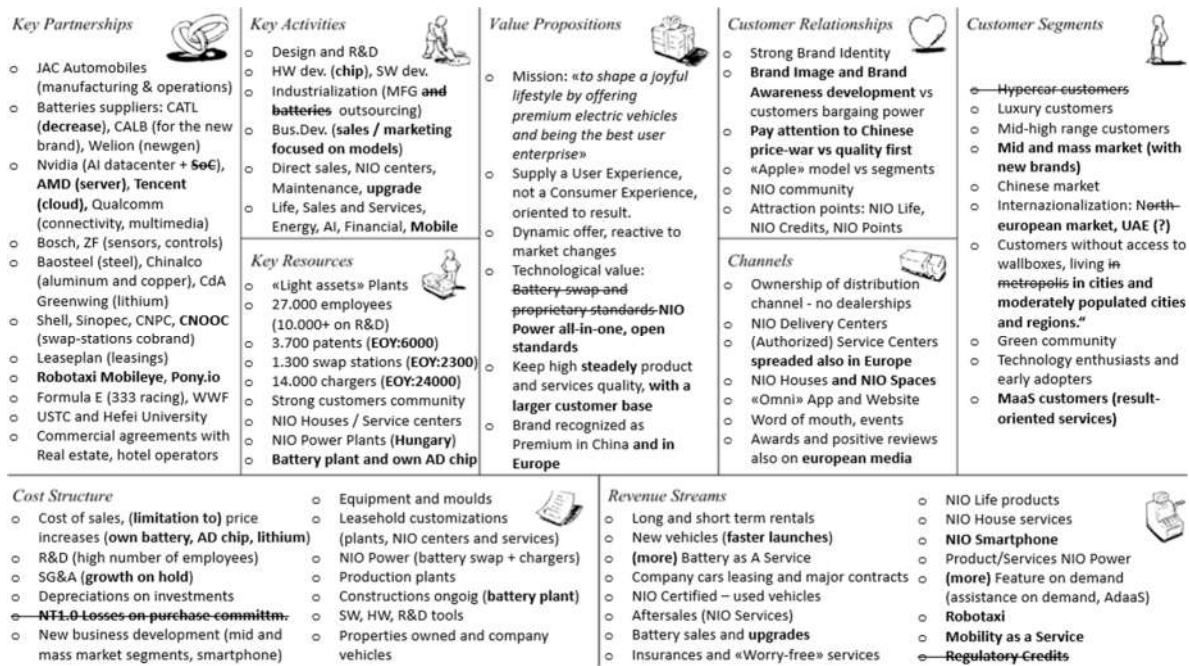 Key Partnerships
o JAC Automobiles
(manufacturing & operations)
o Batteries suppliers: CATL
(decrease), CALB (for the new
brand), Welion (newgen)
o Nvidia (AI datacenter + SoC),
AMD (server), Tencent
(cloud), Qualcomm
(connectivity, multimedia)
o Bosch, ZF (sensors, controls)
o Baosteel (steel), Chinalco
(aluminum and copper), CdA
Greenwing (lithium)
o Shell, Sinopec, CNPC, CNOOC
(swap-stations cobrand)
o Leaseplan (leasings)
o Robotaxi Mobileye, Pony.io
o Formula E (333 racing), WWF
o USTC and Hefei University
o Commercial agreements with
Real estate, hotel operators
Key Activities
o Design and R&D
o HW dev. (chip), SW dev.
o Industrialization (MFG and
batteries outsourcing)
o Bus.Dev. (sales / marketing
focused on models)
o Direct sales, NIO centers,
Maintenance, upgrade
o Life, Sales and Services,
Energy, AI, Financial, Mobile
Key Resources
o «Light assets» Plants
o 27.000 employees
(10.000+ on R&D)
o 3.700 patents (EOY:6000)
o 1.300 swap stations (EOY:2300)
o 14.000 chargers (EOY:24000)
o Strong customers community
o NIO Houses / Service centers
o NIO Power Plants (Hungary)
o Battery plant and own AD chip
Value Propositions
o Mission: «to shape a joyful
lifestyle by offering
premium electric vehicles
and being the best user
enterprise»
o Supply a User Experience,
not a Consumer Experience,
oriented to result.
o Dynamic offer, reactive to
market changes
o Technological value:
Battery swap and
proprietary standards NIO
Power all-in-one, open
standards
o Keep high steadely product
and services quality, with a
larger customer base
o Brand recognized as
Premium in China and in
Europe
Customer Relationships
o Strong Brand Identity
o Brand Image and Brand
Awareness development vs
customers bargaing power
o Pay attention to Chinese
price-war vs quality first
o «Apple» model vs segments
o NIO community
o Attraction points: NIO Life,
NIO Credits, NIO Points
Channels
o Ownership of distribution
channel - no dealerships
o NIO Delivery Centers
o (Authorized) Service Centers
spreaded also in Europe
o NIO Houses and NIO Spaces
o «Omni» App and Website
o Word of mouth, events
o Awards and positive reviews
also on european media
Customer Segments
o Hypercar customers
o Luxury customers
o Mid-high range customers
o Mid and mass market (with
new brands)
o Chinese market
o Internazionalization: North
european market, UAE (?)
o Customers without access to
wallboxes, living in
metropolis in cities and
moderately populated cities
and regions.“
o Green community
o Technology enthusiasts and
early adopters
o MaaS customers (result-
oriented services)
Cost Structure
o Cost of sales, (limitation to) price
increases (own battery, AD chip, lithium)
o R&D (high number of employees)
o SG&A (growth on hold)
o Depreciations on investments
o NT1.0 Losses on purchase committm.
o New business development (mid and
mass market segments, smartphone)
o Equipment and moulds
o Leasehold customizations
(plants, NIO centers and services)
o NIO Power (battery swap + chargers)
o Production plants
o Constructions ongoig (battery plant)
o SW, HW, R&D tools
o Properties owned and company
vehicles
Revenue Streams
o Long and short term rentals
o New vehicles (faster launches)
o (more) Battery as A Service
o Company cars leasing and major contracts
o NIO Certified – used vehicles
o Aftersales (NIO Services)
o Battery sales and upgrades
o Insurances and «Worry-free» services
o NIO Life products
o NIO House services
o NIO Smartphone
o Product/Services NIO Power
o (more) Feature on demand
(assistance on demand, AdaaS)
o Robotaxi
o Mobility as a Service
o Regulatory Credits